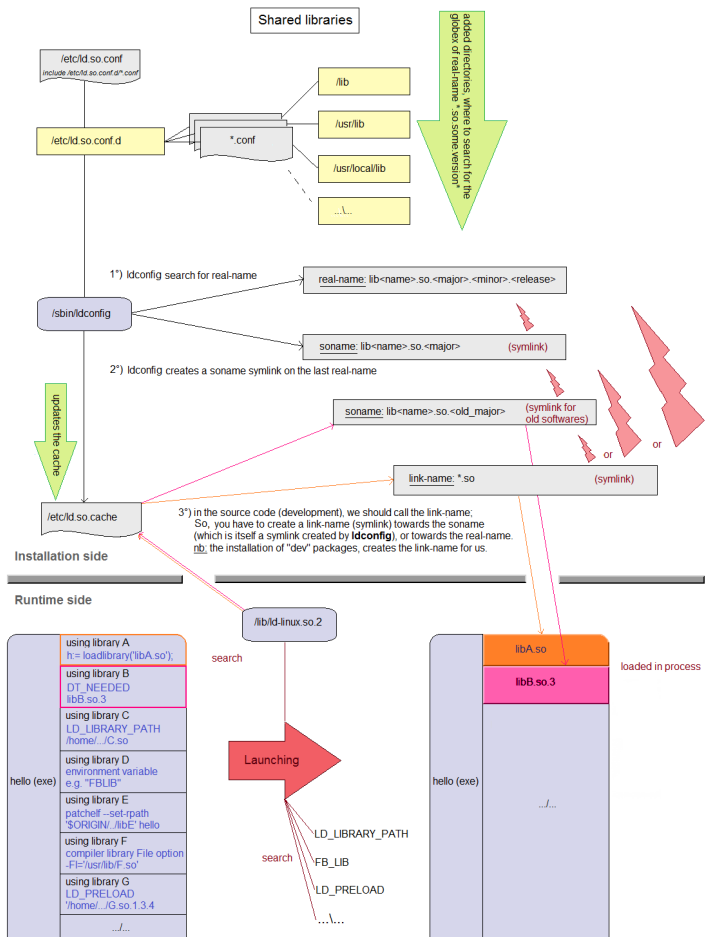 Shared libraries
/etc/ld.so.conf
include /etc/ld.so.conf.d/*.conf
/etc/ld.so.conf.d
*.conf
/lib
/usr/lib
/usr/local/lib
...\...
added directories, where to search for the
globex of real-name *.so.some.version*
1°) ldconfig search for real-name
real-name: lib<name>.so.<major>.<minor>.<release>
/sbin/ldconfig
soname: lib<name>.so.<major> (symlink)
2°) ldconfig creates a soname symlink on the last real-name
updates the cache
soname: lib<name>.so.<old_major> (symlink for
old softwares)
or
or
link-name: *.so (symlink)
/etc/ld.so.cache
3°) in the source code (development), we should call the link-name;
So, you have to create a link-name (symlink) towards the soname
(which is itself a symlink created by ldconfig), or towards the real-name.
nb: the installation of "dev" packages, creates the link-name for us.
Installation side
Runtime side
/lib/ld-linux.so.2
search
Launching
search
LD_LIBRARY_PATH
FB_LIB
LD_PRELOAD
...\...
hello (exe)
using library A
h:= loadlibrary('libA.so');
using library B
DT_NEEDED
libB.so.3
using library C
LD_LIBRARY_PATH
/home/.../C.so
using library D
environment variable
e.g. "FBLIB"
using library E
patchelf --set-rpath
'$ORIGIN/../libE' hello
using library F
compiler library File option
-Fl='/usr/lib/F.so'
using library G
LD_PRELOAD
'/home/.../G.so.1.3.4
.../...
hello (exe)
libA.so
libB.so.3
.../...
loaded in process